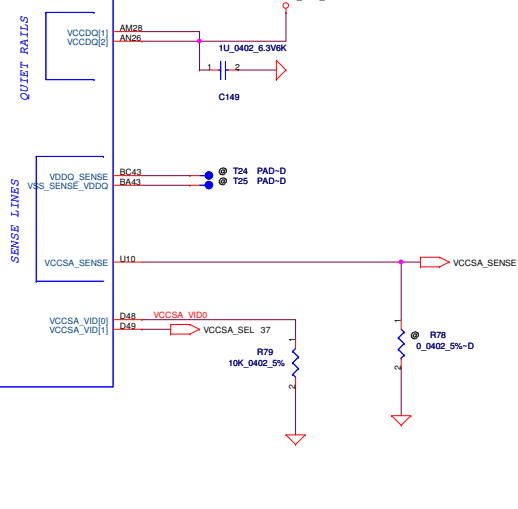 QUIET RAILS
VCCDQ[1]
VCCDQ[2]
AM28
AN26
1U_0402_6.3V6K
1
2
C149
SENSE LINES
VDDQ_SENSE
VSS_SENSE_VDDQ
BC43
BA43
@ T24 PAD~D
@ T25 PAD~D
VCCSA_SENSE
U10
VCCSA_SENSE
VCCSA_VID[0]
VCCSA_VID[1]
D48
D49
VCCSA_VID0
VCCSA_SEL 37
R79
10K_0402_5%
1
2
@ R78
0_0402_5%~D
1
2